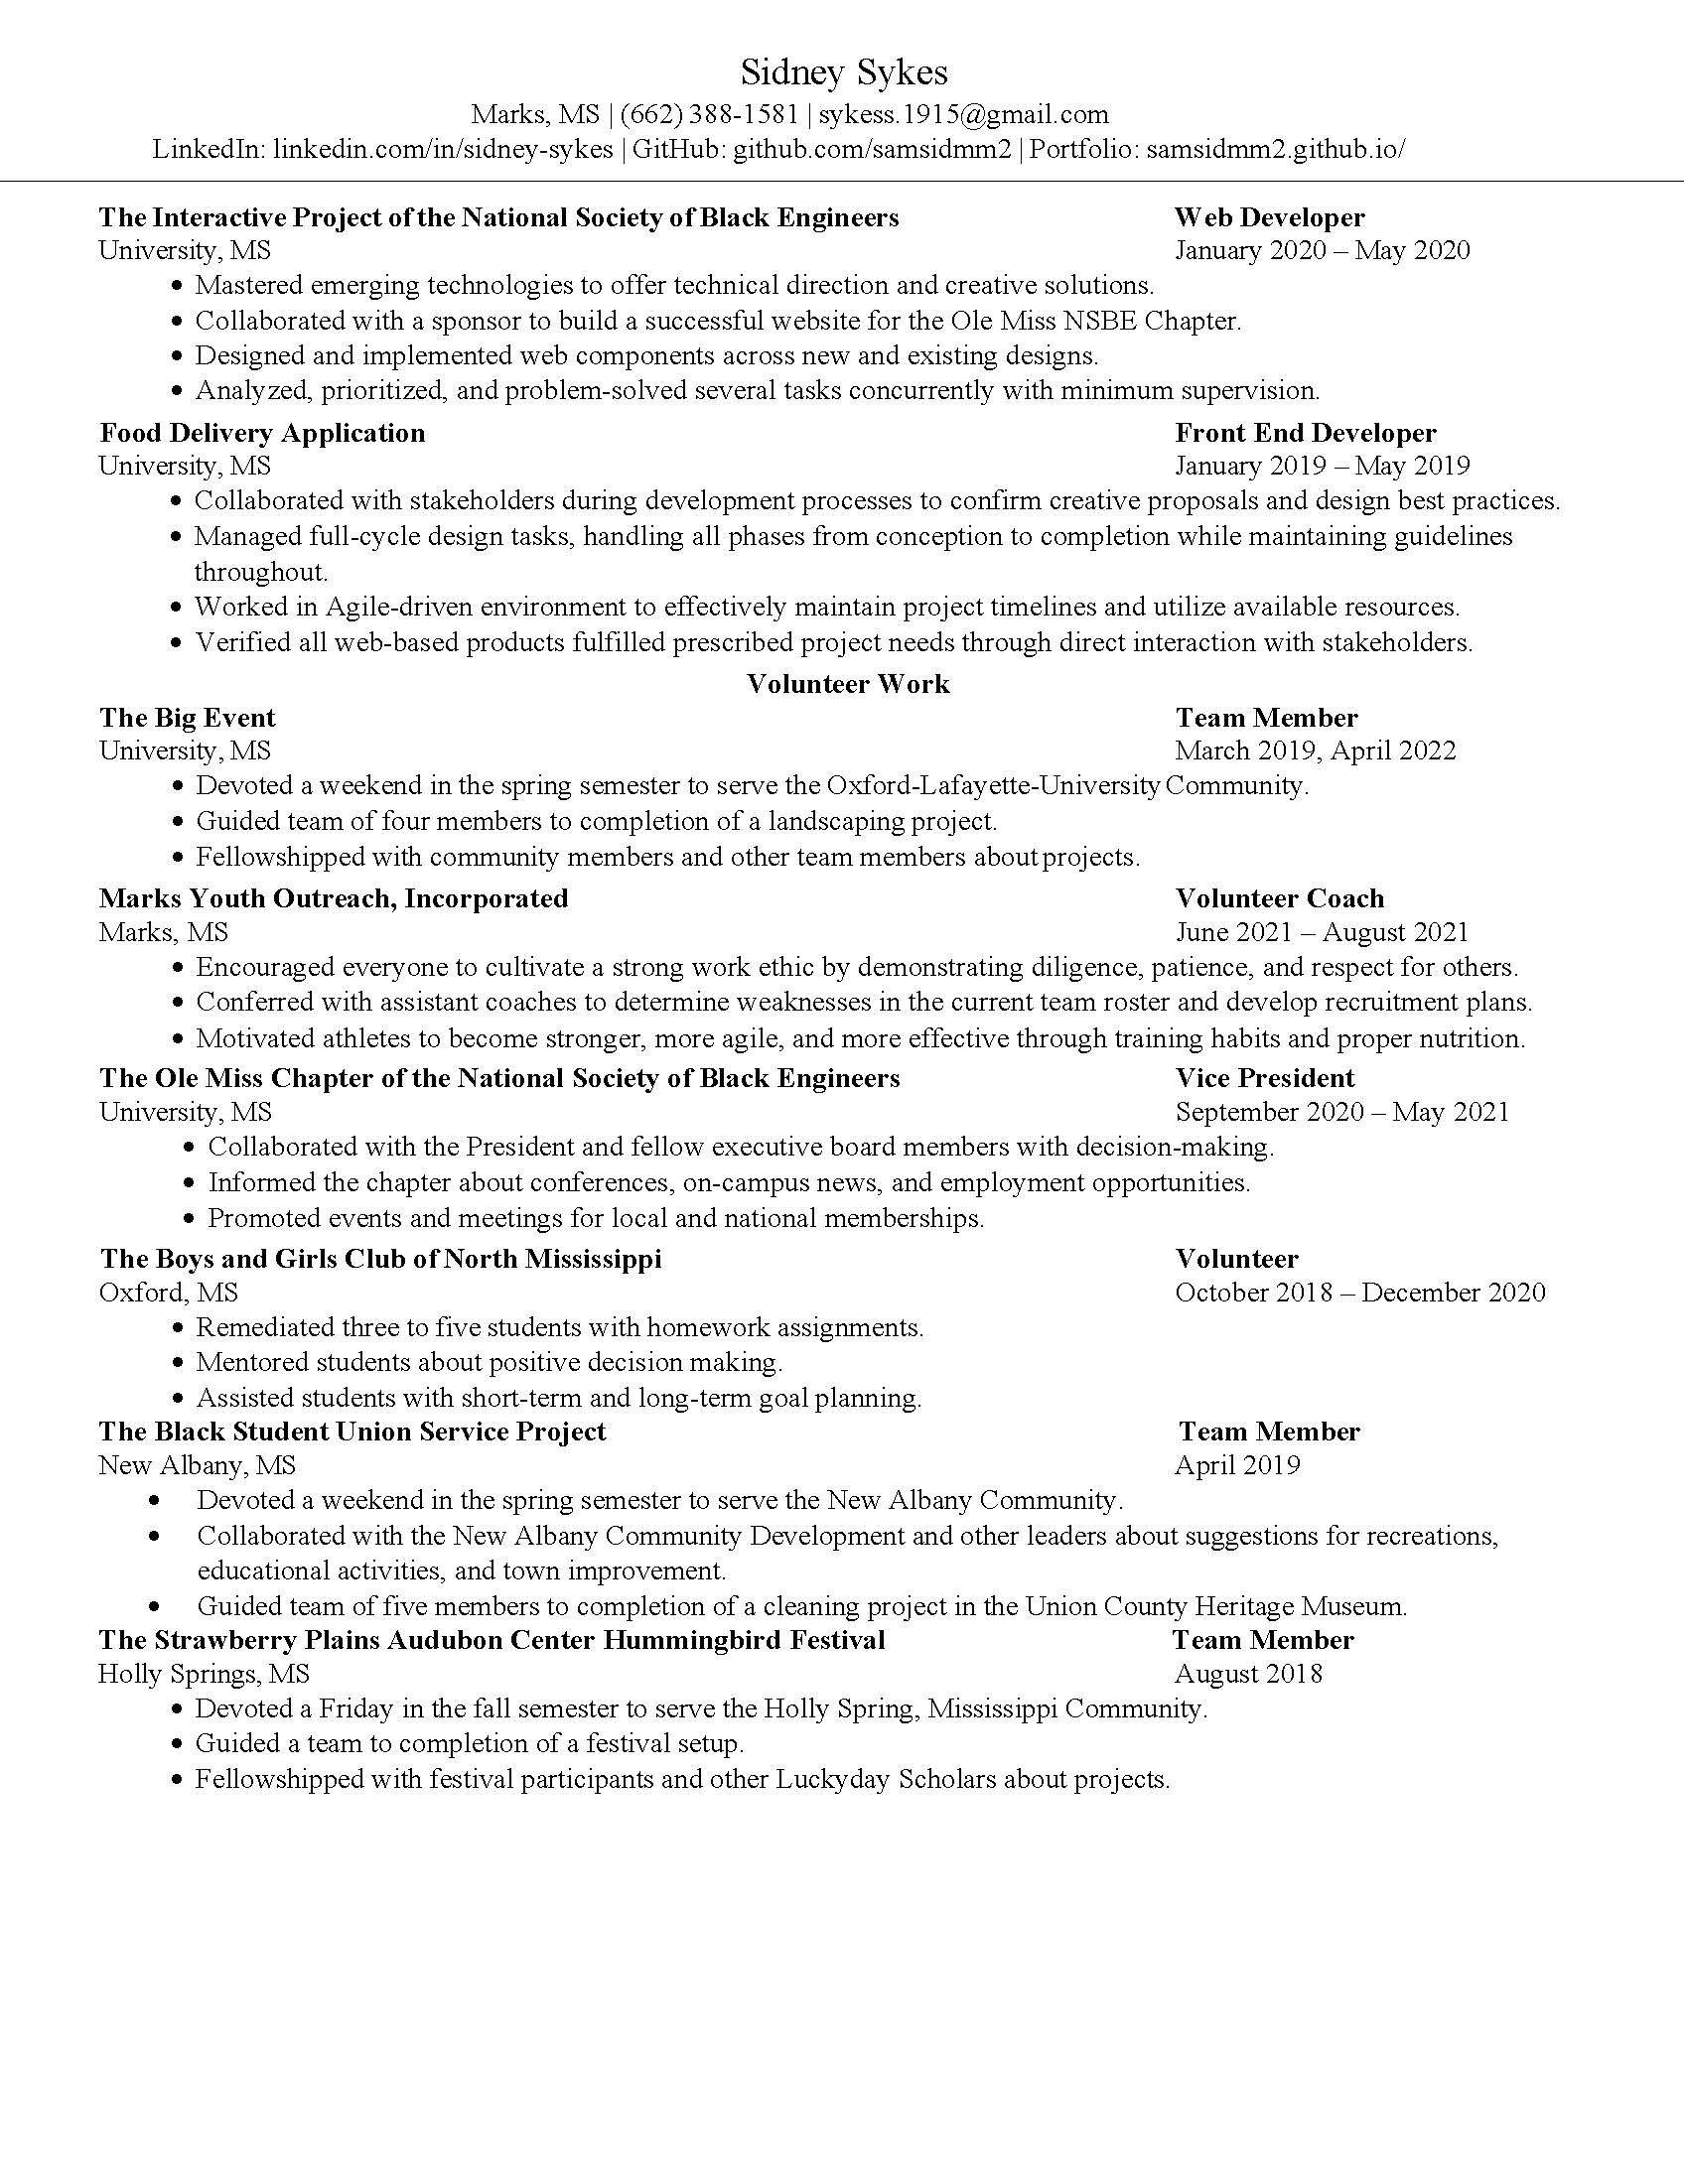 Sidney Sykes
Marks, MS | (662) 388-1581 | sykess.1915@gmail.com
LinkedIn: linkedin.com/in/sidney-sykes | GitHub: github.com/samsidmm2 | Portfolio: samsidmm2.github.io/
The Interactive Project of the National Society of Black Engineers Web Developer
University, MS January 2020 – May 2020
• Mastered emerging technologies to offer technical direction and creative solutions.
• Collaborated with a sponsor to build a successful website for the Ole Miss NSBE Chapter.
• Designed and implemented web components across new and existing designs.
• Analyzed, prioritized, and problem-solved several tasks concurrently with minimum supervision.
Food Delivery Application Front End Developer
University, MS January 2019 – May 2019
• Collaborated with stakeholders during development processes to confirm creative proposals and design best practices.
• Managed full-cycle design tasks, handling all phases from conception to completion while maintaining guidelines
throughout.
• Worked in Agile-driven environment to effectively maintain project timelines and utilize available resources.
• Verified all web-based products fulfilled prescribed project needs through direct interaction with stakeholders.
Volunteer Work
The Big Event Team Member
University, MS March 2019, April 2022
• Devoted a weekend in the spring semester to serve the Oxford-Lafayette-University Community.
• Guided team of four members to completion of a landscaping project.
• Fellowshipped with community members and other team members about projects.
Marks Youth Outreach, Incorporated Volunteer Coach
Marks, MS June 2021 – August 2021
• Encouraged everyone to cultivate a strong work ethic by demonstrating diligence, patience, and respect for others.
• Conferred with assistant coaches to determine weaknesses in the current team roster and develop recruitment plans.
• Motivated athletes to become stronger, more agile, and more effective through training habits and proper nutrition.
The Ole Miss Chapter of the National Society of Black Engineers Vice President
University, MS September 2020 – May 2021
• Collaborated with the President and fellow executive board members with decision-making.
• Informed the chapter about conferences, on-campus news, and employment opportunities.
• Promoted events and meetings for local and national memberships.
The Boys and Girls Club of North Mississippi Volunteer
Oxford, MS October 2018 – December 2020
• Remediated three to five students with homework assignments.
• Mentored students about positive decision making.
• Assisted students with short-term and long-term goal planning.
The Black Student Union Service Project Team Member
New Albany, MS April 2019
• Devoted a weekend in the spring semester to serve the New Albany Community.
• Collaborated with the New Albany Community Development and other leaders about suggestions for recreations,
educational activities, and town improvement.
• Guided team of five members to completion of a cleaning project in the Union County Heritage Museum.
The Strawberry Plains Audubon Center Hummingbird Festival Team Member
Holly Springs, MS August 2018
• Devoted a Friday in the fall semester to serve the Holly Spring, Mississippi Community.
• Guided a team to completion of a festival setup.
• Fellowshipped with festival participants and other Luckyday Scholars about projects.